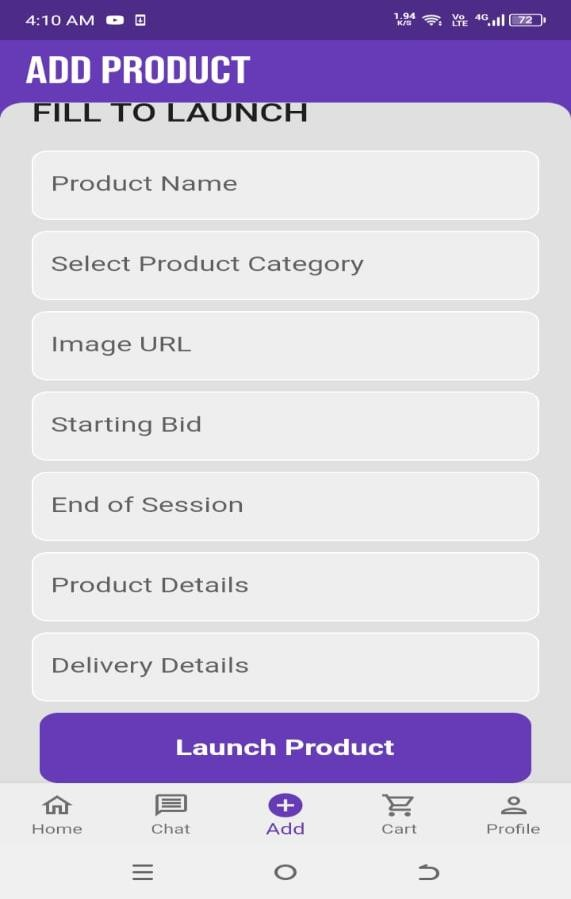 4:10 AM 1.94 K/S Vo LTE 4G 72
ADD PRODUCT
FILL TO LAUNCH
Product Name
Select Product Category
Image URL
Starting Bid
End of Session
Product Details
Delivery Details
Launch Product
Home Chat Add Cart Profile